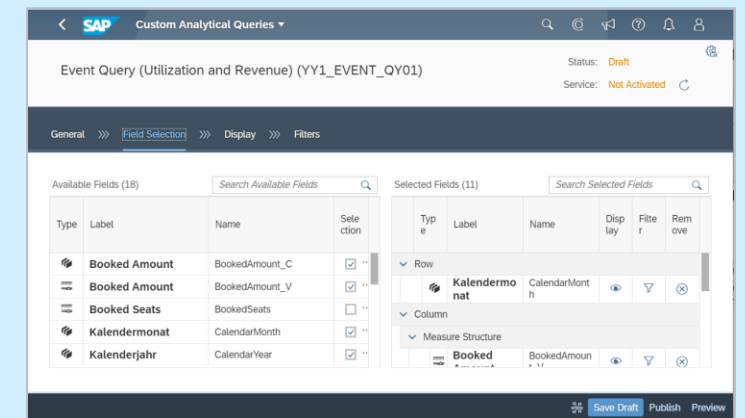 SAP Custom Analytical Queries
Event Query (Utilization and Revenue) (YY1_EVENT_QY01)
Status: Draft
Service: Not Activated
General Field Selection Display Filters
Available Fields (18) Search Available Fields
Type Label Name Sele
ction
Booked Amount BookedAmount_C
Booked Amount BookedAmount_V
Booked Seats BookedSeats
Kalendermonat CalendarMonth
Kalenderjahr CalendarYear
Selected Fields (11) Search Selected Fields
Typ
e Label Name Disp
lay Filte
r Rem
ove
Row
Kalendermo
nat CalendarMont
h
Column
Measure Structure
Booked BookedAmoun
Save Draft Publish Preview